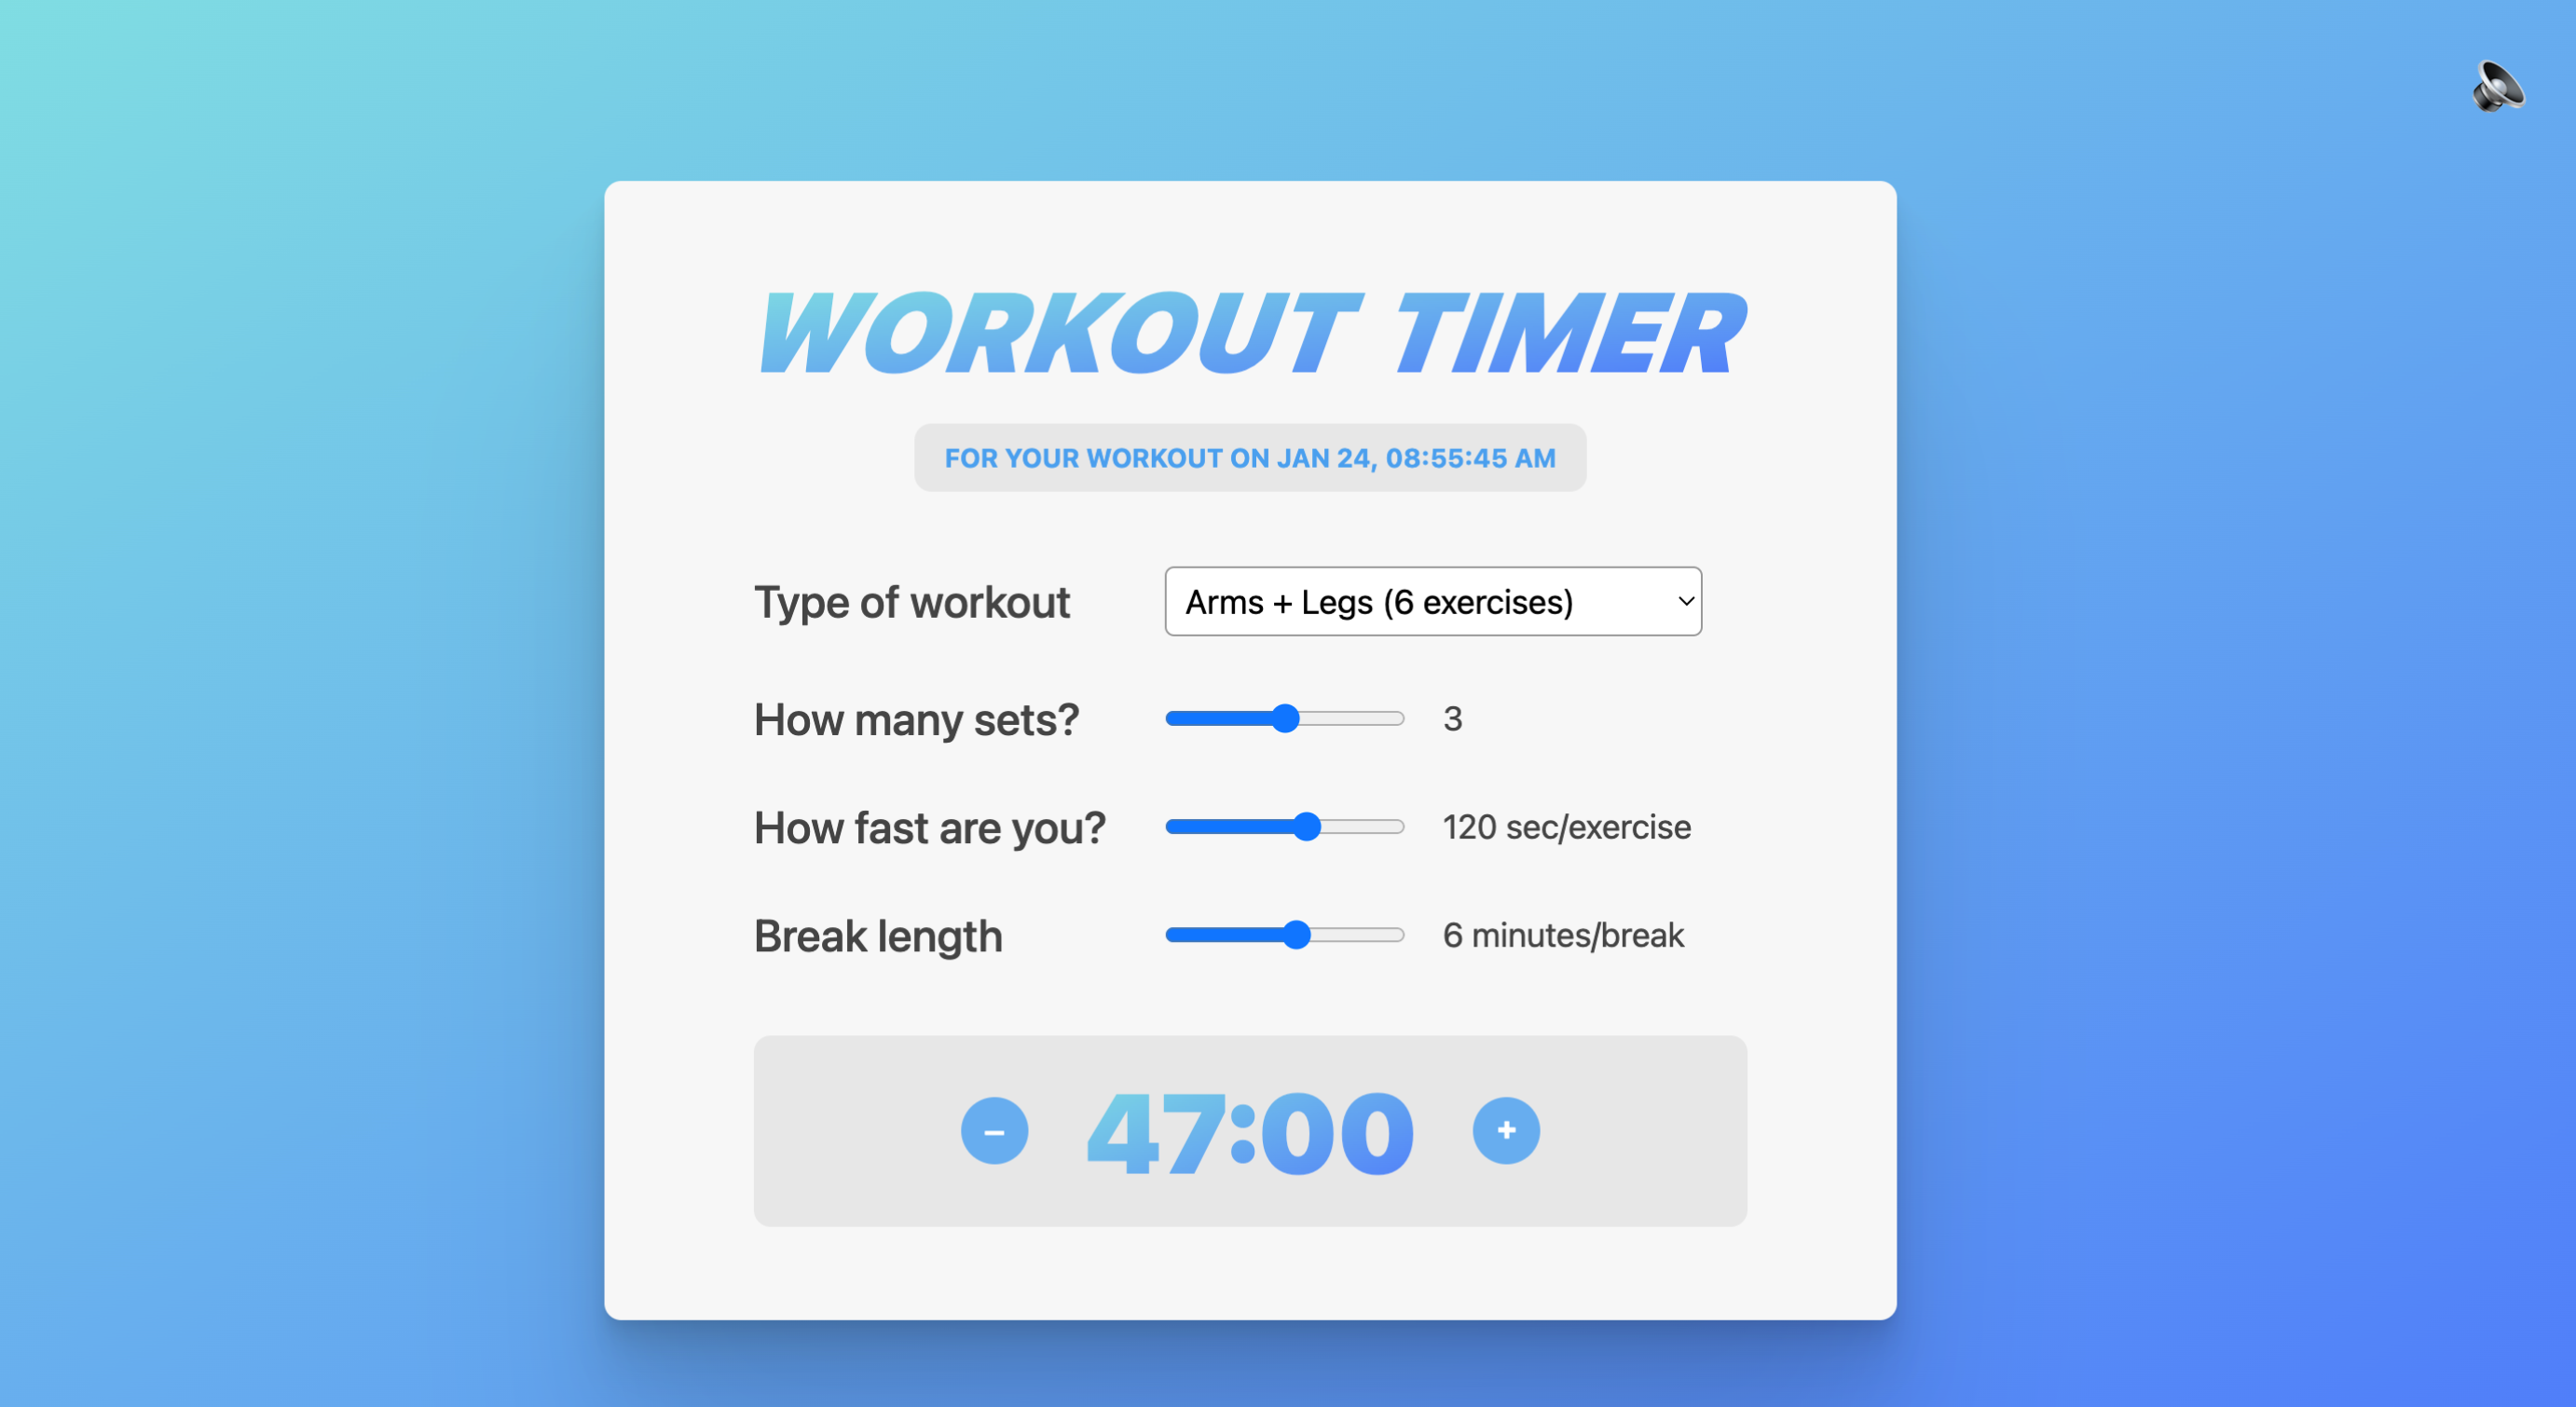 WORKOUT TIMER
FOR YOUR WORKOUT ON JAN 24, 08:55:45 AM
Type of workout Arms + Legs (6 exercises)
How many sets? 3
How fast are you? 120 sec/exercise
Break length 6 minutes/break
– 47:00 +